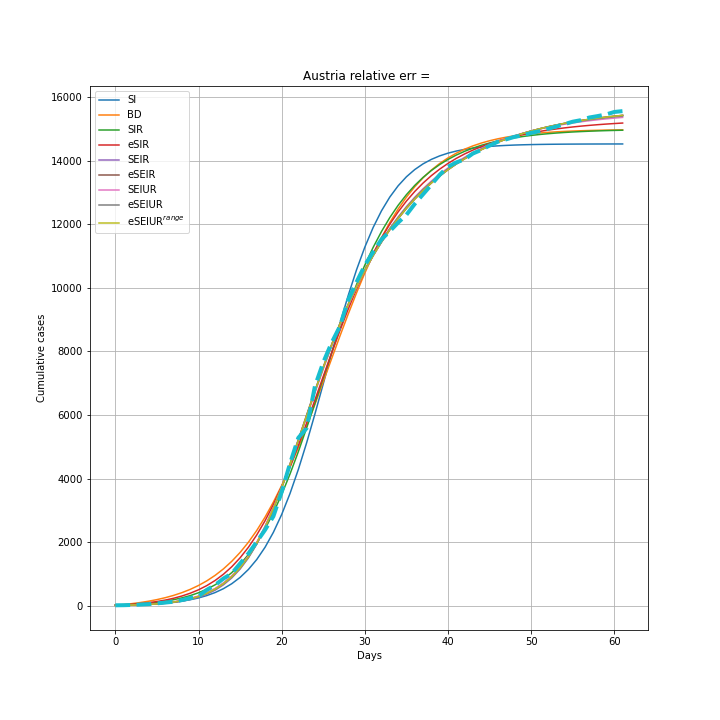 Austria relative err =
SI
BD
SIR
eSIR
SEIR
eSEIR
SEIUR
eSEIUR
eSEIUR^range
16000
14000
12000
10000
8000
6000
4000
2000
0
Cumulative cases
0 10 20 30 40 50 60
Days